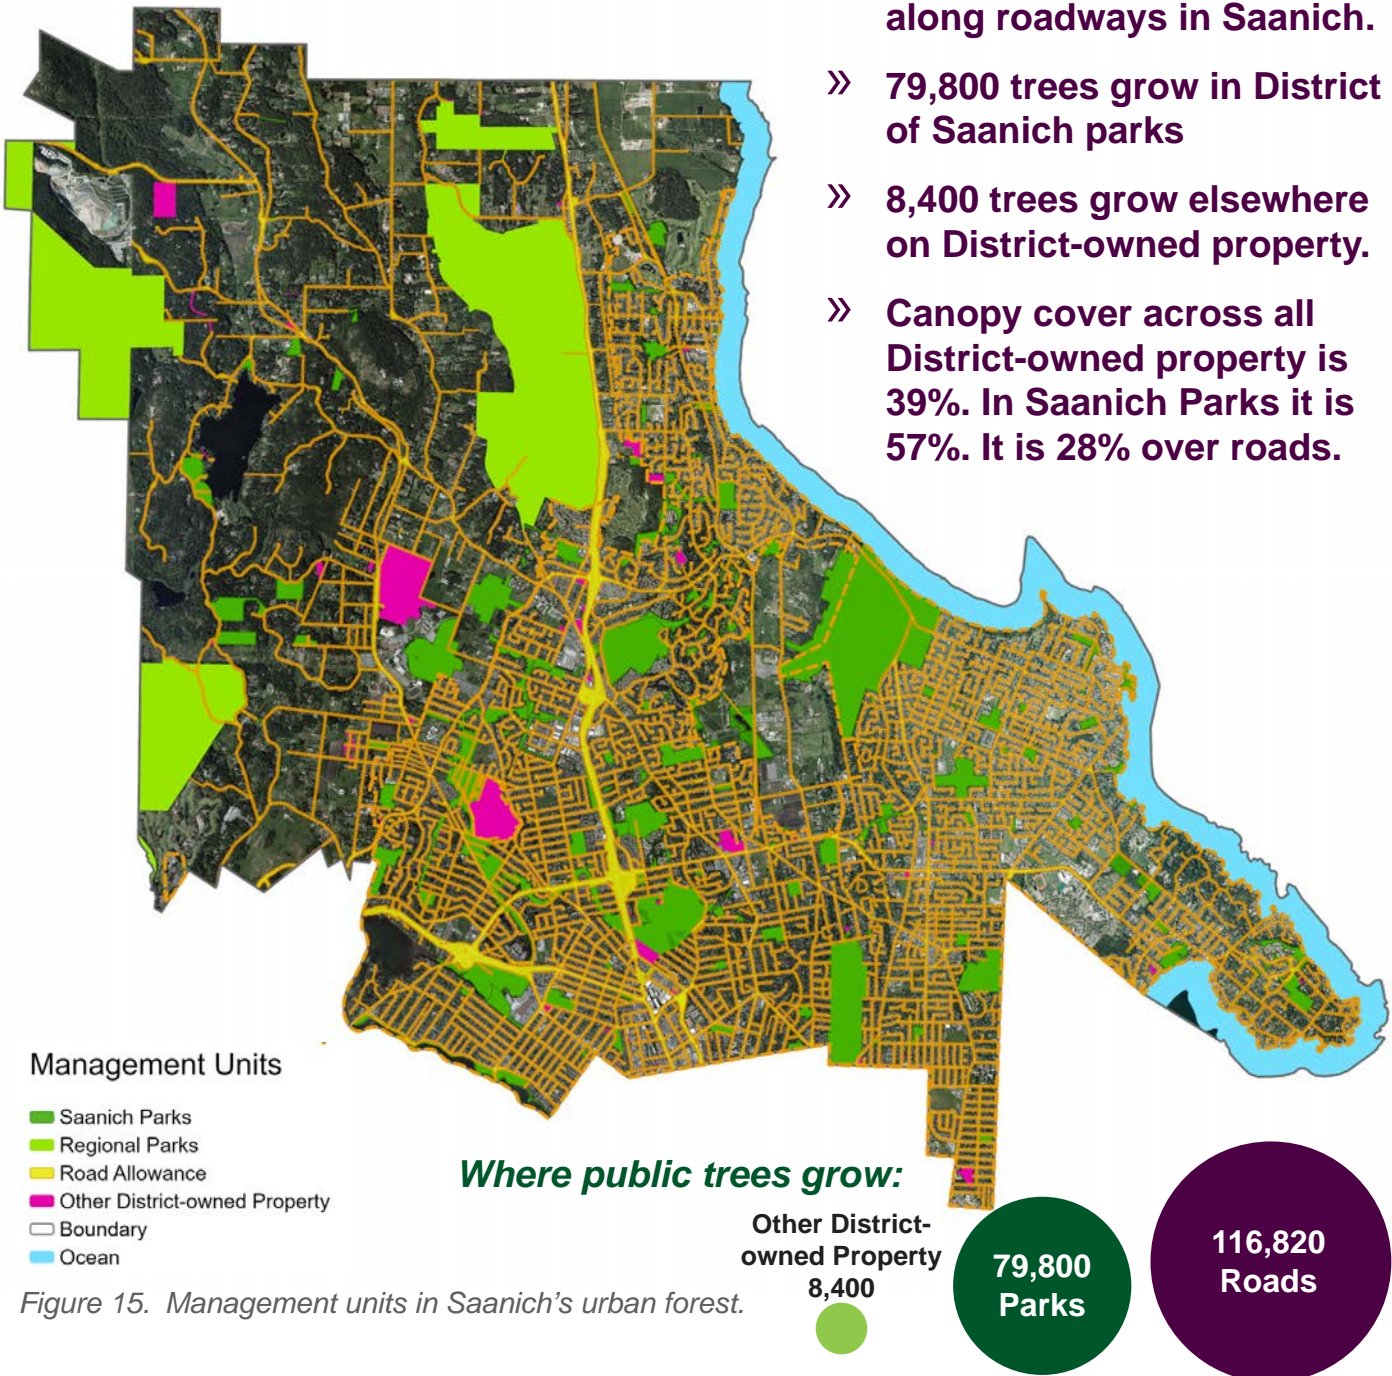 along roadways in Saanich.
» 79,800 trees grow in District
of Saanich parks
» 8,400 trees grow elsewhere
on District-owned property.
» Canopy cover across all
District-owned property is
39%. In Saanich Parks it is
57%. It is 28% over roads.
Management Units
Saanich Parks
Regional Parks
Road Allowance
Other District-owned Property
Boundary
Ocean
Figure 15. Management units in Saanich's urban forest.
Where public trees grow:
Other District-
owned Property
8,400
79,800
Parks
116,820
Roads